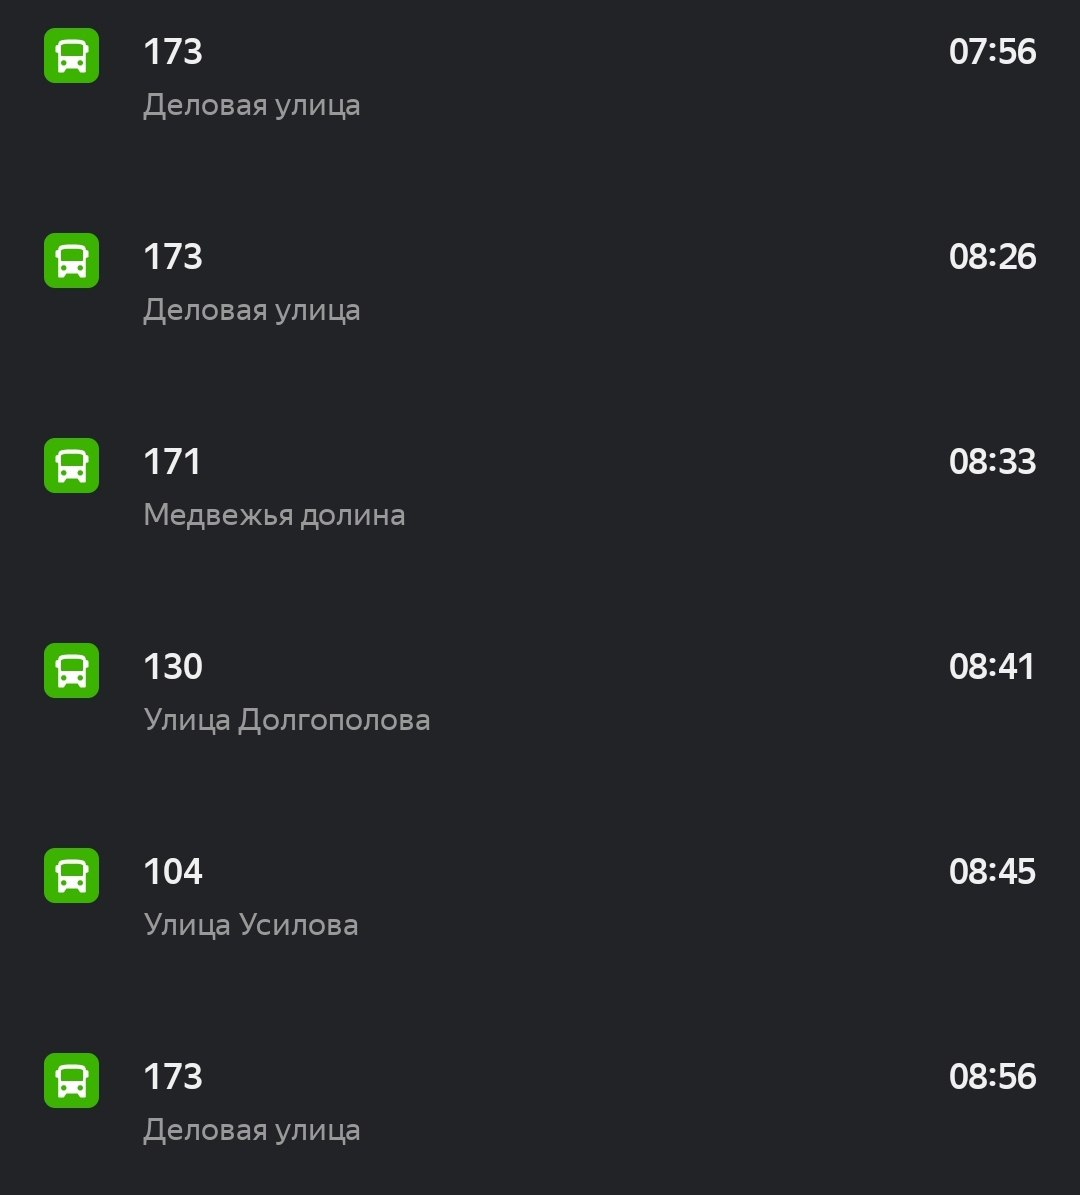 173 07:56
Деловая улица
173 08:26
Деловая улица
171 08:33
Медвежья долина
130 08:41
Улица Долгополова
104 08:45
Улица Усилова
173 08:56
Деловая улица